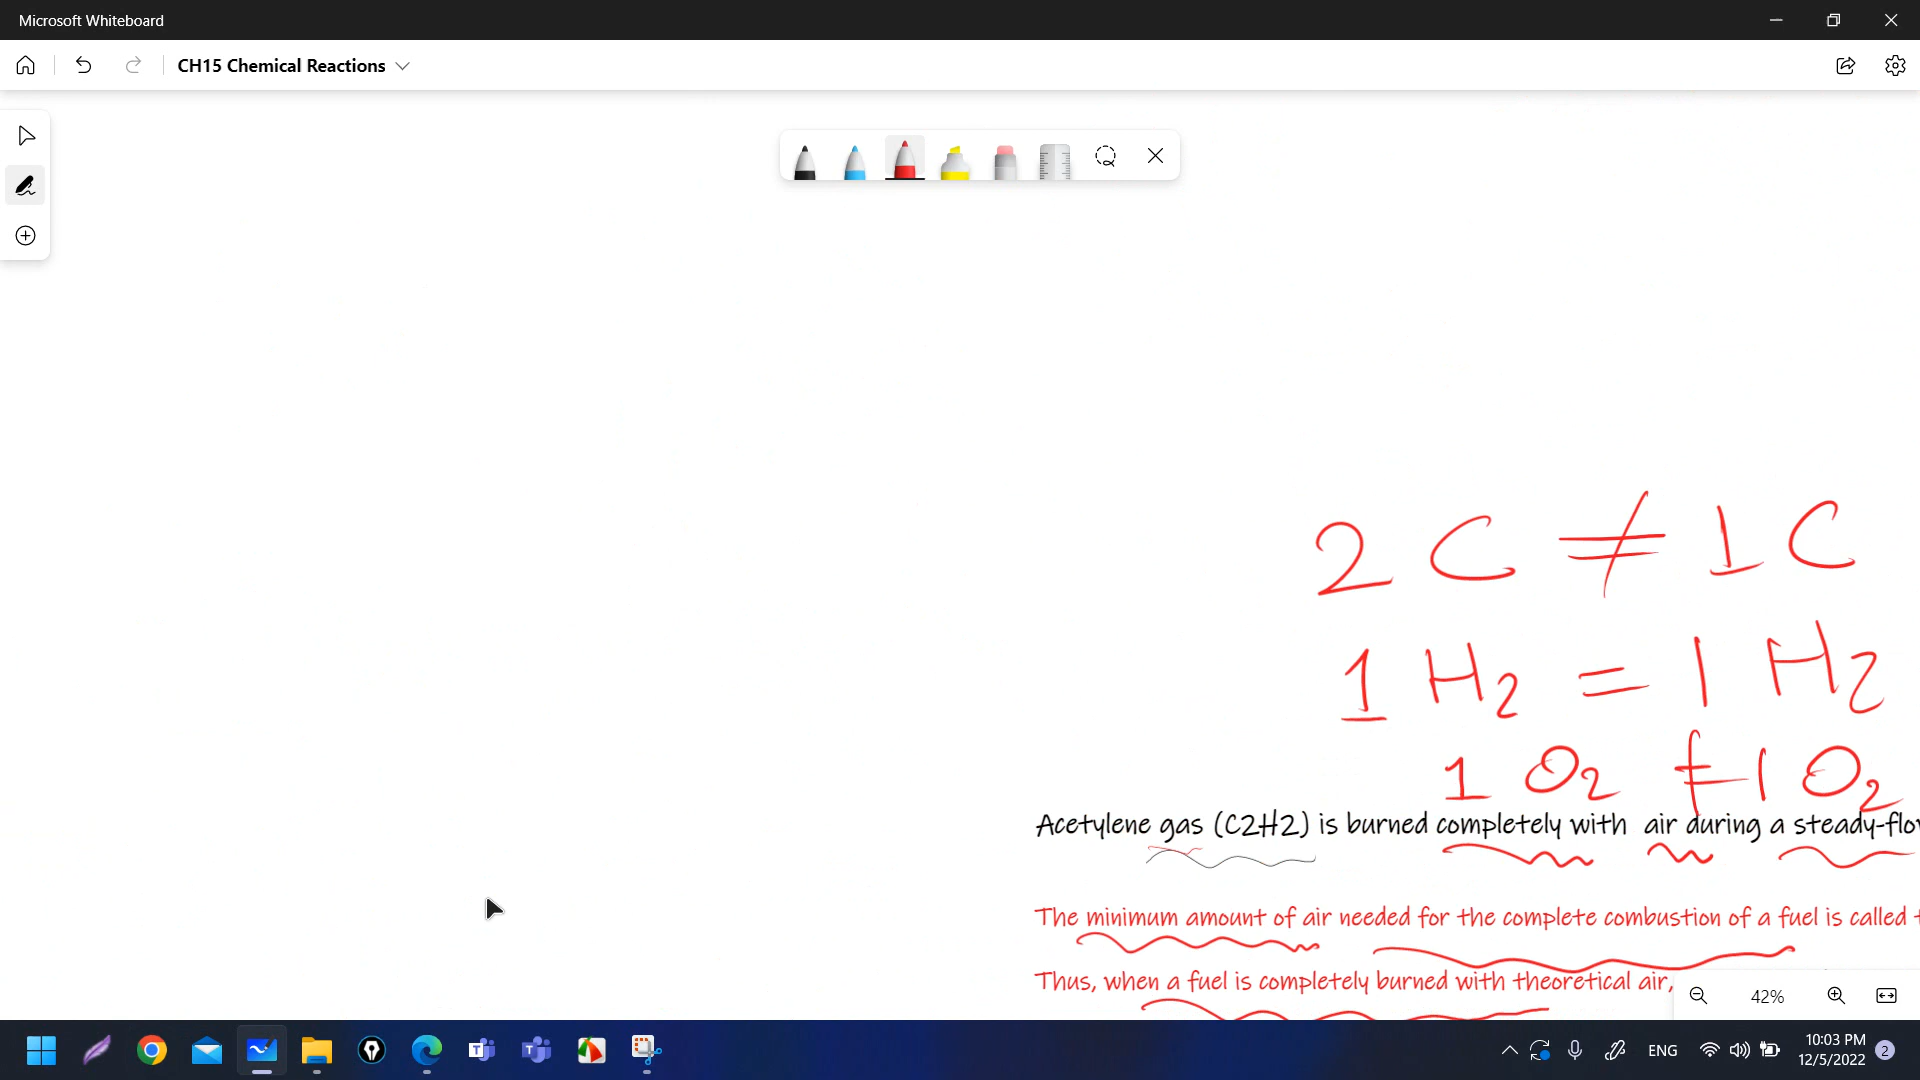 Microsoft Whiteboard
CH15 Chemical Reactions
2 C ≠ 1 C
1 H2 = 1 H2
1 O2 ≠ 1 O2
Acetylene gas (C2H2) is burned completely with air during a steady-flo
The minimum amount of air needed for the complete combustion of a fuel is called
Thus, when a fuel is completely burned with theoretical air,
42%
ENG
10:03 PM
12/5/2022
2